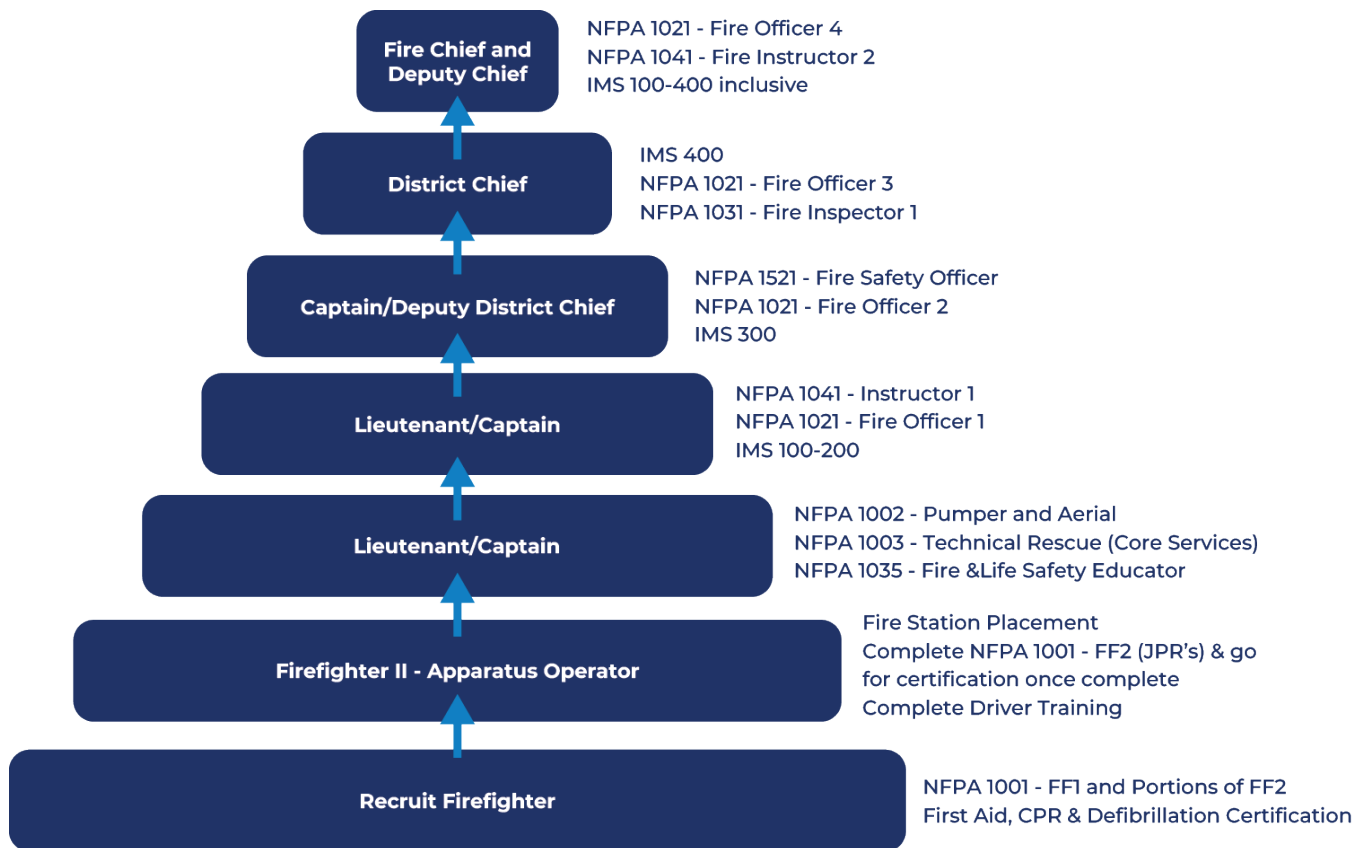 Fire Chief and
Deputy Chief
NFPA 1021 - Fire Officer 4
NFPA 1041 - Fire Instructor 2
IMS 100-400 inclusive
District Chief
IMS 400
NFPA 1021 - Fire Officer 3
NFPA 1031 - Fire Inspector 1
Captain/Deputy District Chief
NFPA 1521 - Fire Safety Officer
NFPA 1021 - Fire Officer 2
IMS 300
Lieutenant/Captain
NFPA 1041 - Instructor 1
NFPA 1021 - Fire Officer 1
IMS 100-200
Lieutenant/Captain
NFPA 1002 - Pumper and Aerial
NFPA 1003 - Technical Rescue (Core Services)
NFPA 1035 - Fire &Life Safety Educator
Firefighter II - Apparatus Operator
Fire Station Placement
Complete NFPA 1001 - FF2 (JPR’s) & go
for certification once complete
Complete Driver Training
Recruit Firefighter
NFPA 1001 - FF1 and Portions of FF2
First Aid, CPR & Defibrillation Certification